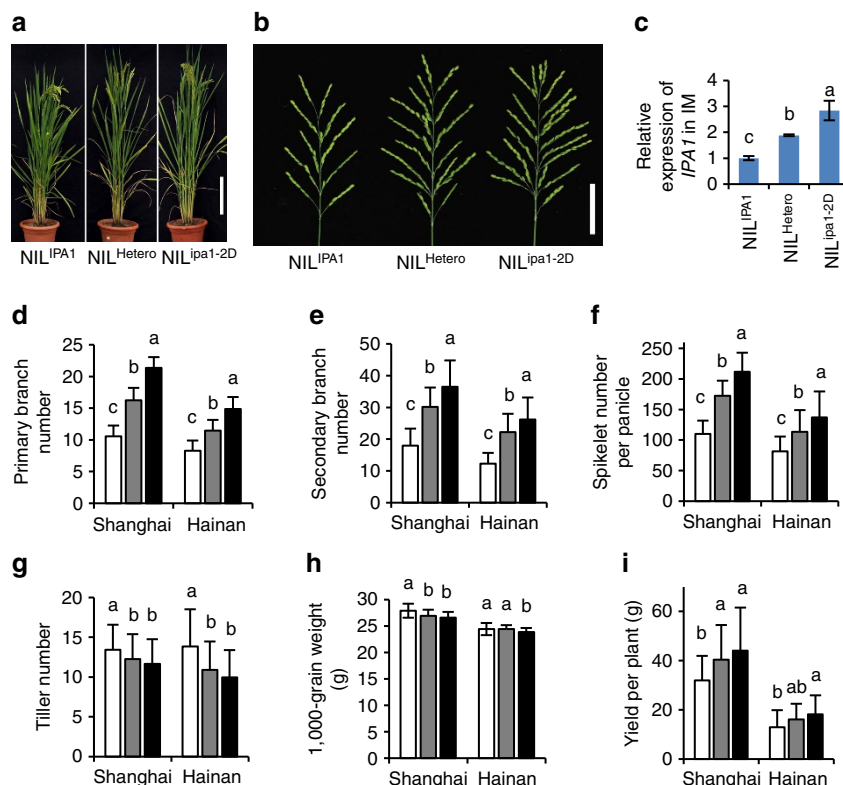 a
b
c
NIL^IPA1
NIL^Hetero
NIL^ipa1-2D
NIL^IPA1
NIL^Hetero
NIL^ipa1-2D
Relative
expression of
IPA1 in IM
4
3
2
1
0
c
b
a
NIL^IPA1
NIL^Hetero
NIL^ipa1-2D
d
Primary branch
number
25
20
15
10
5
0
c
b
a
c
b
a
Shanghai
Hainan
e
Secondary branch
number
50
40
30
20
10
0
c
b
a
c
b
a
Shanghai
Hainan
f
Spikelet number
per panicle
250
200
150
100
50
0
c
b
a
c
b
a
Shanghai
Hainan
g
Tiller number
20
15
10
5
0
a
b
b
a
b
b
Shanghai
Hainan
h
1,000-grain weight
(g)
30
25
20
15
10
5
0
a
b
b
a
a
b
Shanghai
Hainan
i
Yield per plant (g)
60
40
20
0
b
a
a
b
ab
a
Shanghai
Hainan